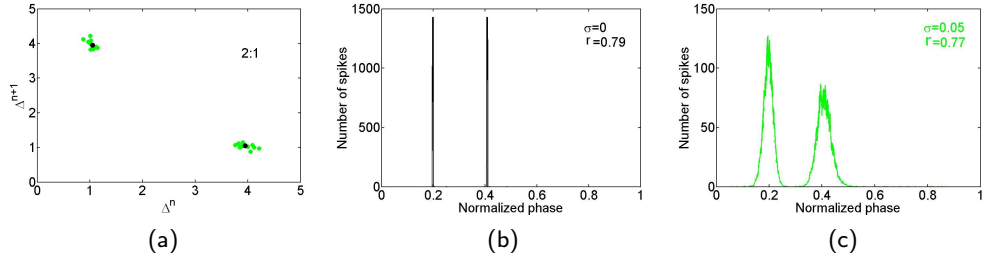 5
4
3
2
1
0
Δn+1
2:1
0 1 2 3 4 5
Δn
(a)
1500
1000
500
0
Number of spikes
σ=0
r=0.79
0 0.2 0.4 0.6 0.8 1
Normalized phase
(b)
150
100
50
0
Number of spikes
σ=0.05
r=0.77
0 0.2 0.4 0.6 0.8 1
Normalized phase
(c)